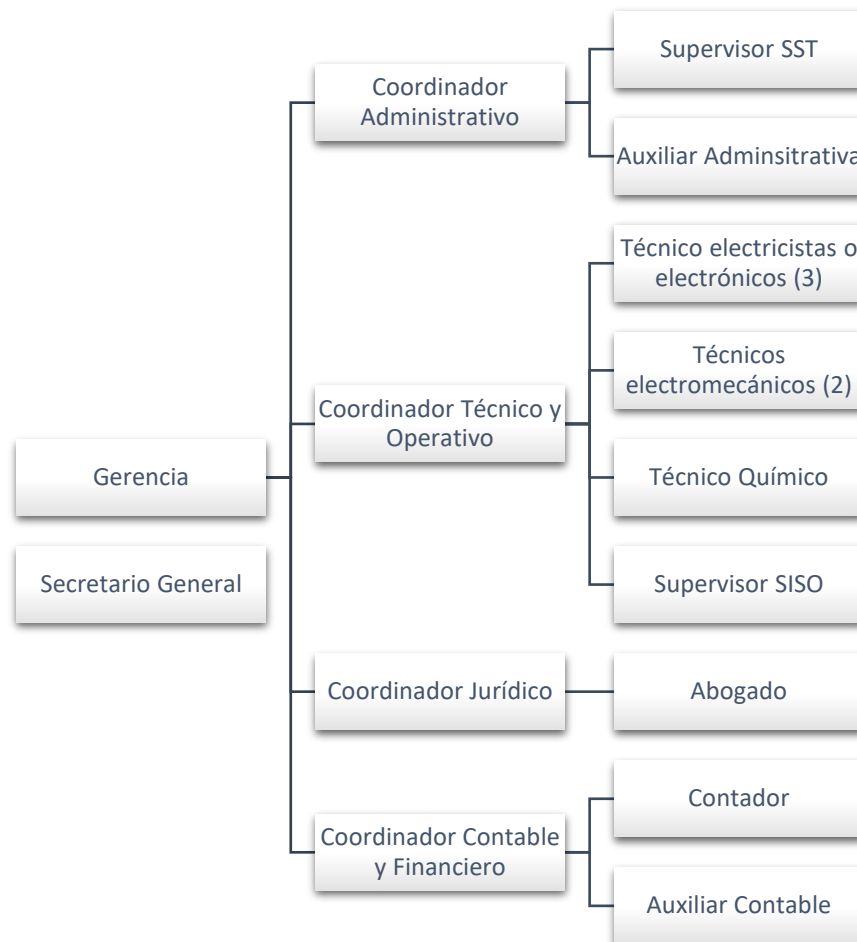 Supervisor SST
Coordinador
Administrativo
Auxiliar Adminsitrativa
Técnico electricistas o
electrónicos (3)
Técnicos
electromecánicos (2)
Coordinador Técnico y
Operativo
Gerencia
Técnico Químico
Secretario General
Supervisor SISO
Coordinador Jurídico
Abogado
Contador
Coordinador Contable
y Financiero
Auxiliar Contable